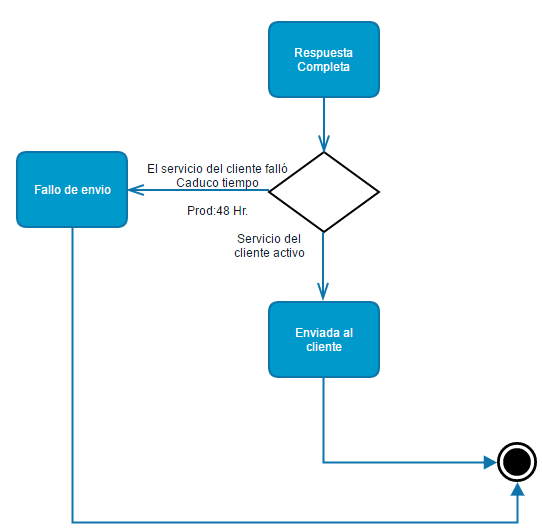 Respuesta
Completa
El servicio del cliente falló
Caduco tiempo
Prod:48 Hr.
Fallo de envio
Servicio del
cliente activo
Enviada al
cliente